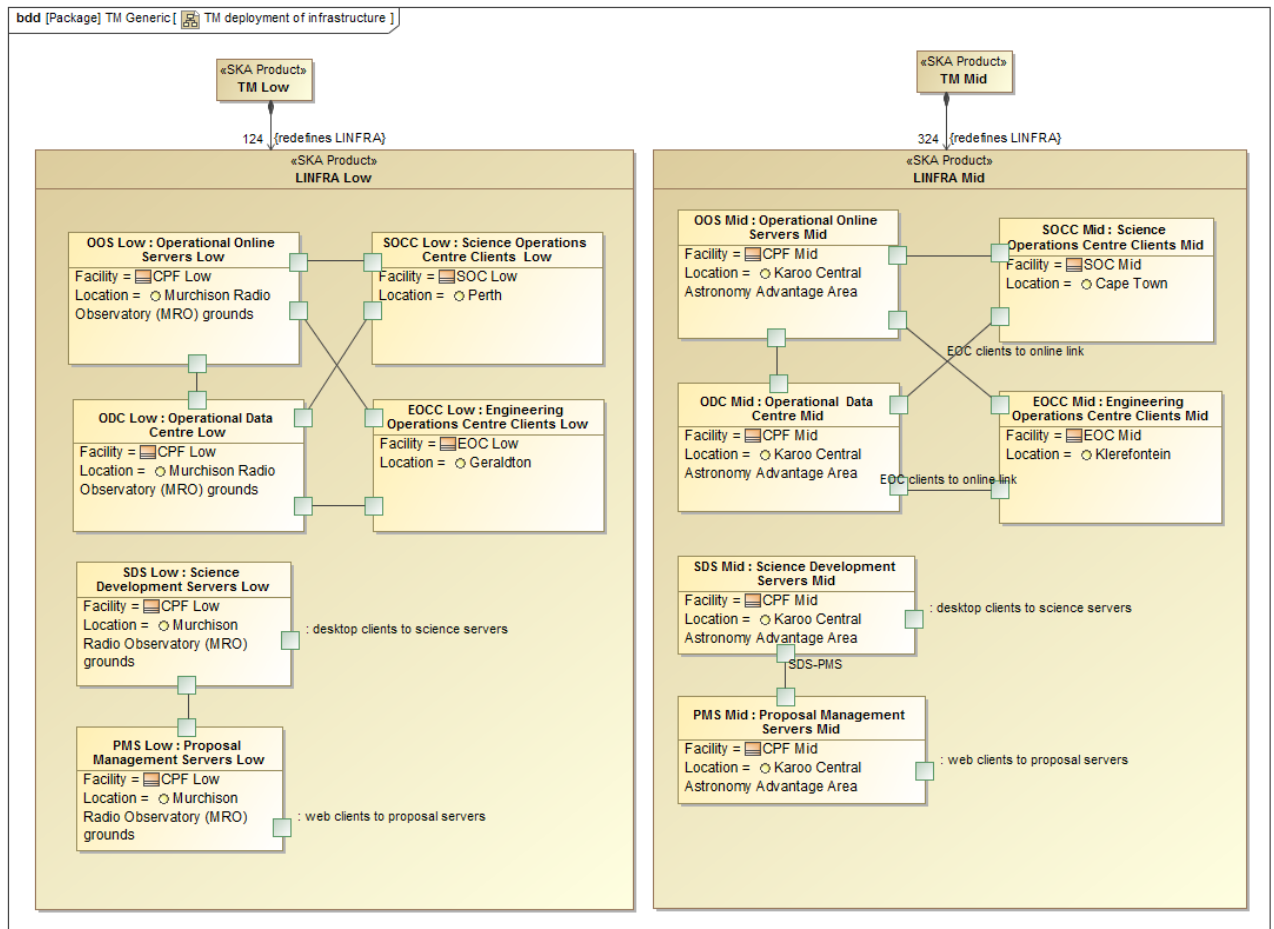 bdd [Package] TM Generic [ TM deployment of infrastructure ]
«SKA Product»
TM Low
124 {redefines LINFRA}
«SKA Product»
LINFRA Low
OOS Low : Operational Online
Servers Low
Facility = CPF Low
Location = Murchison Radio
Observatory (MRO) grounds
SOCC Low : Science Operations
Centre Clients Low
Facility = SOC Low
Location = Perth
ODC Low : Operational Data
Centre Low
Facility = CPF Low
Location = Murchison Radio
Observatory (MRO) grounds
EOCC Low : Engineering
Operations Centre Clients Low
Facility = EOC Low
Location = Geraldton
SDS Low : Science
Development Servers Low
Facility = CPF Low
Location = Murchison
Radio Observatory (MRO)
grounds
: desktop clients to science servers
PMS Low : Proposal
Management Servers Low
Facility = CPF Low
Location = Murchison
Radio Observatory (MRO)
grounds
: web clients to proposal servers
«SKA Product»
TM Mid
324 {redefines LINFRA}
«SKA Product»
LINFRA Mid
OOS Mid : Operational Online
Servers Mid
Facility = CPF Mid
Location = Karoo Central
Astronomy Advantage Area
SOCC Mid : Science
Operations Centre Clients Mid
Facility = SOC Mid
Location = Cape Town
EOC clients to online link
ODC Mid : Operational Data
Centre Mid
Facility = CPF Mid
Location = Karoo Central
Astronomy Advantage Area
EOCC Mid : Engineering
Operations Centre Clients Mid
Facility = EOC Mid
Location = Klerefontein
EOC clients to online link
SDS Mid : Science Development
Servers Mid
Facility = CPF Mid
Location = Karoo Central
Astronomy Advantage Area
: desktop clients to science servers
SDS-PMS
PMS Mid : Proposal Management
Servers Mid
Facility = CPF Mid
Location = Karoo Central
Astronomy Advantage Area
: web clients to proposal servers